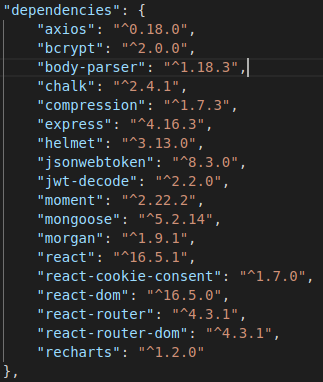 "dependencies": {
"axios": "^0.18.0",
"bcrypt": "^2.0.0",
"body-parser": "^1.18.3",
"chalk": "^2.4.1",
"compression": "^1.7.3",
"express": "^4.16.3",
"helmet": "^3.13.0",
"jsonwebtoken": "^8.3.0",
"jwt-decode": "^2.2.0",
"moment": "^2.22.2",
"mongoose": "^5.2.14",
"morgan": "^1.9.1",
"react": "^16.5.1",
"react-cookie-consent": "^1.7.0",
"react-dom": "^16.5.0",
"react-router": "^4.3.1",
"react-router-dom": "^4.3.1",
"recharts": "^1.2.0"
},